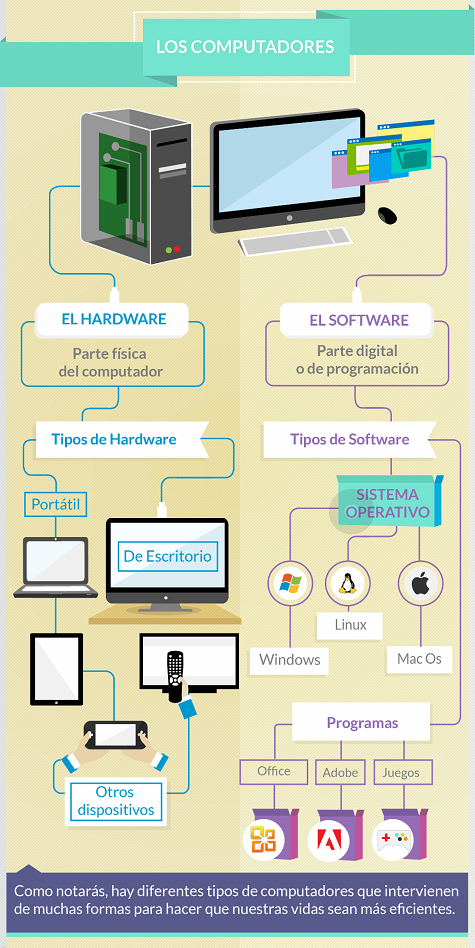 LOS COMPUTADORES
EL HARDWARE
Parte física
del computador
EL SOFTWARE
Parte digital
o de programación
Tipos de Hardware
Portátil
De Escritorio
Otros
dispositivos
Tipos de Software
SISTEMA
OPERATIVO
Windows
Linux
Mac Os
Programas
Office
Adobe
Juegos
Como notarás, hay diferentes tipos de computadores que intervienen
de muchas formas para hacer que nuestras vidas sean más eficientes.